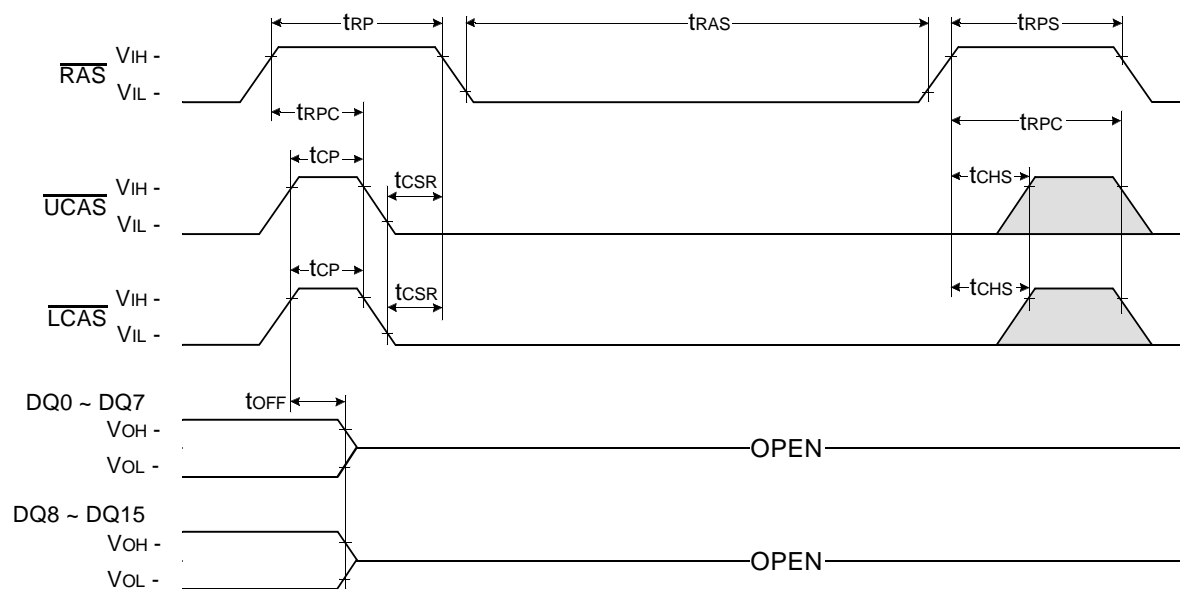 tRP tRAS tRPS
RAS VIH -
VIL -
tRPC tRPC
tCP tCSR tCHS
UCAS VIH -
VIL -
tCP tCSR tCHS
LCAS VIH -
VIL -
DQ0 ~ DQ7 tOFF
VOH -
VOL - OPEN
DQ8 ~ DQ15
VOH -
VOL - OPEN